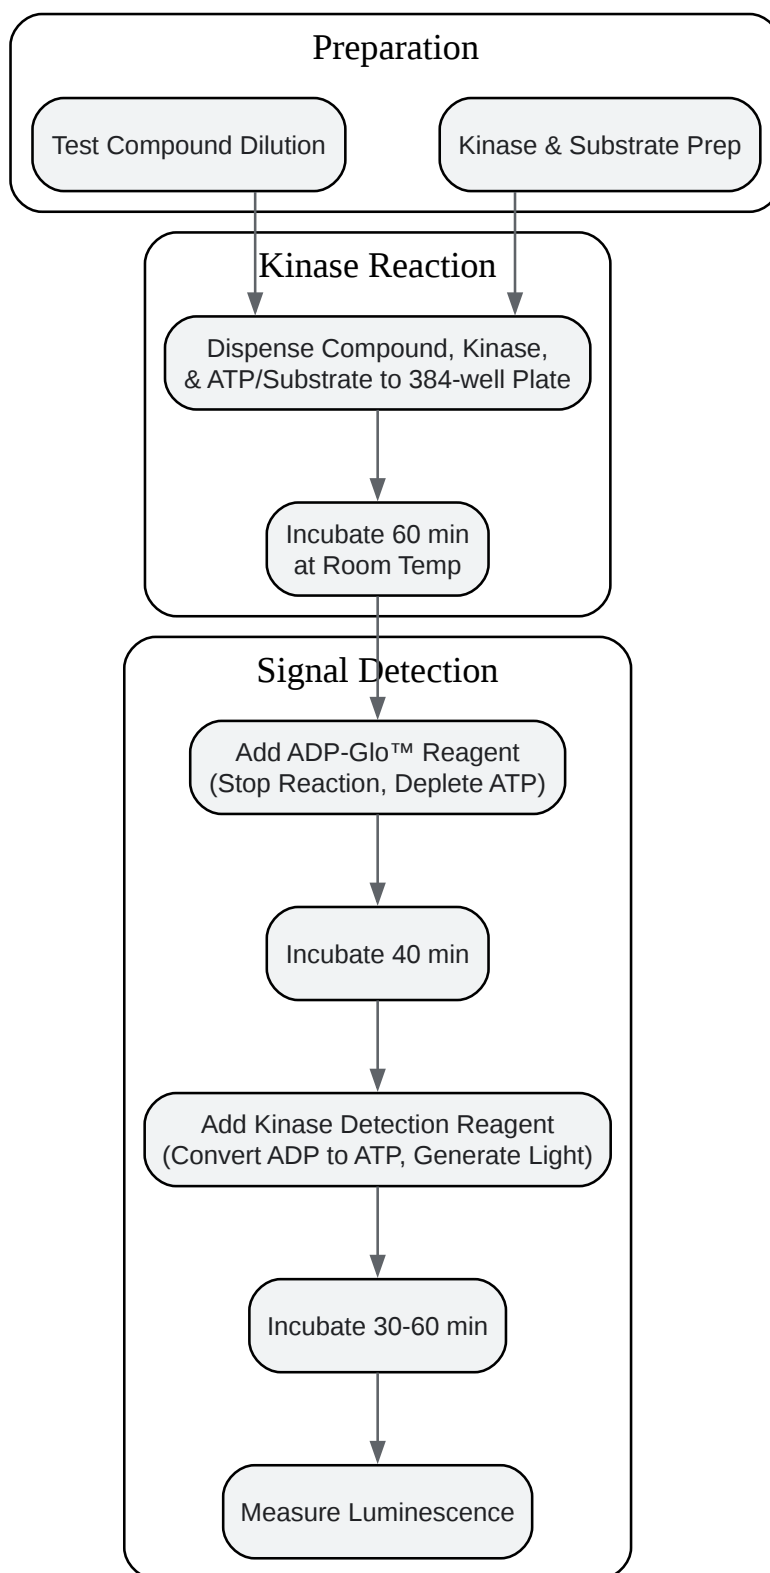 Preparation
Test Compound Dilution
Kinase & Substrate Prep
Kinase Reaction
Dispense Compound, Kinase,
& ATP/Substrate to 384-well Plate
Incubate 60 min
at Room Temp
Signal Detection
Add ADP-Glo™ Reagent
(Stop Reaction, Deplete ATP)
Incubate 40 min
Add Kinase Detection Reagent
(Convert ADP to ATP, Generate Light)
Incubate 30-60 min
Measure Luminescence